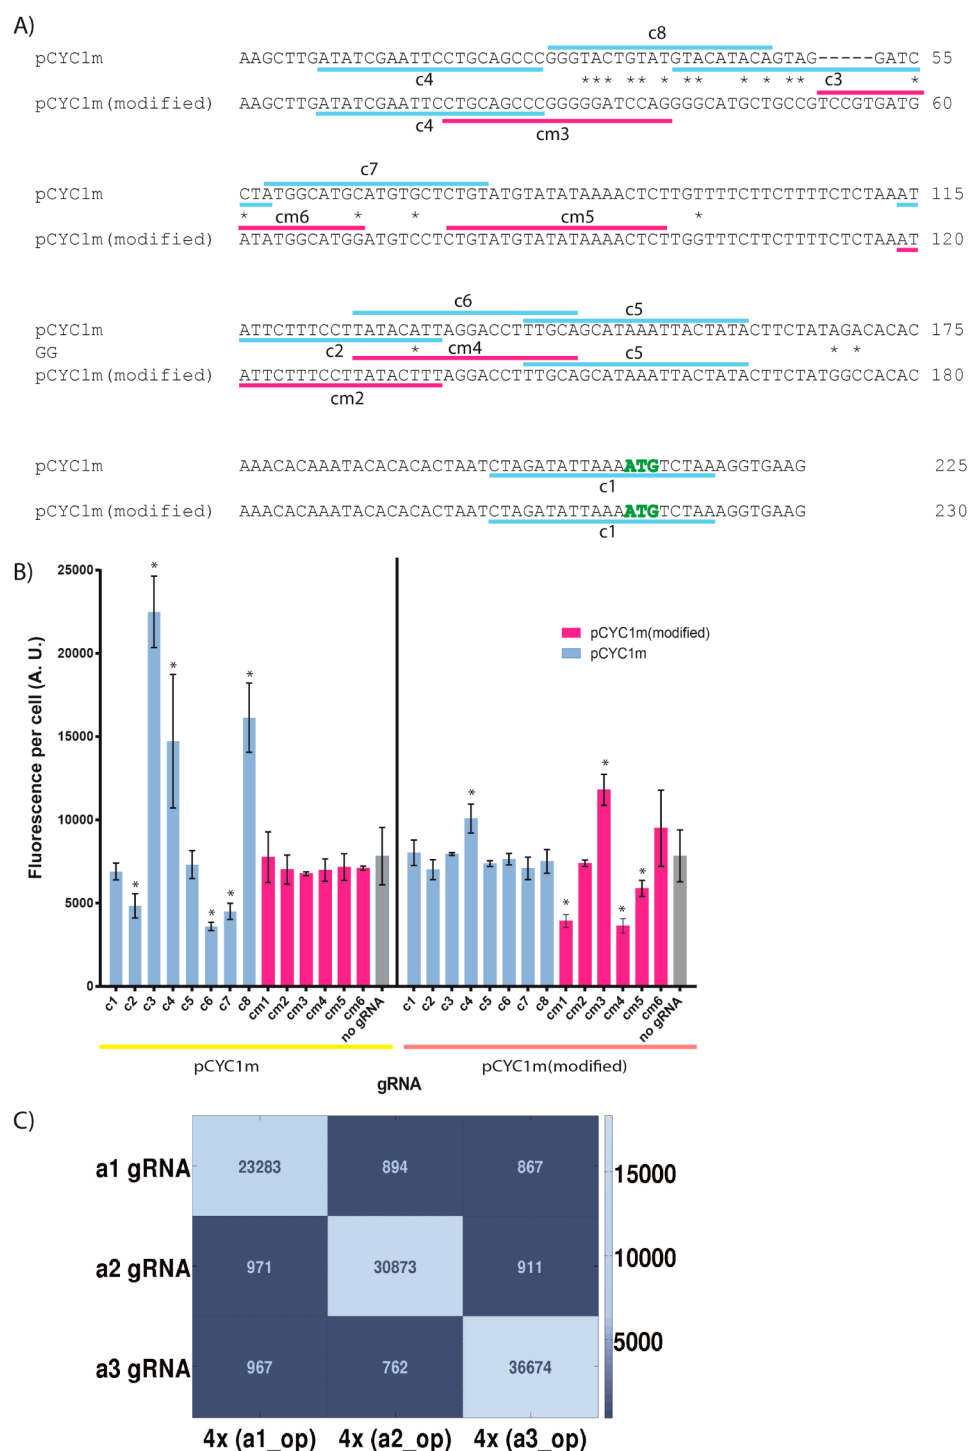 A)
c8
pCYC1m AAGCTTGATATCGAATTCCTGCAGCCCGGGTACTGTATGTACATACAGTAG-----GATC 55
c4 *** ** * ** * * ** c3 *
pCYC1m(modified) AAGCTTGATATCGAATTCCTGCAGCCCGGGGGATCCAGGGGCATGCTGCCGTCCGTGATG 60
c4 cm3
c7
pCYC1m CTATGGCATGCATGTGCTCTGTATGTATATAAAACTCTTGTTTTCTTCTTTTCTCTAAAT 115
* cm6 * * cm5 *
pCYC1m(modified) ATATGGCATGGATGTCCTCTGTATGTATATAAAACTCTTGGTTTCTTCTTTTCTCTAAAT 120
c6 c5
pCYC1m ATTCTTTCCTTATACATTAGGACCTTTGCAGCATAAATTACTATACTTCTATAGACACAC 175
GG c2 * cm4 c5 * *
pCYC1m(modified) ATTCTTTCCTTATACTTTAGGACCTTTGCAGCATAAATTACTATACTTCTATGGCCACAC 180
cm2
pCYC1m AAACACAAATACACACACTAATCTAGATATTAAAATGTCTAAAGGTGAAG 225
c1
pCYC1m(modified) AAACACAAATACACACACTAATCTAGATATTAAAATGTCTAAAGGTGAAG 230
c1
B)
Fluorescence per cell (A. U.)
25000
20000
15000
10000
5000
0
* * * * * * * * * * *
pCYC1m(modified)
pCYC1m
c1 c2 c3 c4 c5 c6 c7 c8 cm1 cm2 cm3 cm4 cm5 cm6 no gRNA
c1 c2 c3 c4 c5 c6 c7 c8 cm1 cm2 cm3 cm4 cm5 cm6 no gRNA
pCYC1m pCYC1m(modified)
gRNA
C)
a1 gRNA 23283 894 867
a2 gRNA 971 30873 911
a3 gRNA 967 762 36674
4x (a1_op) 4x (a2_op) 4x (a3_op)
15000
10000
5000